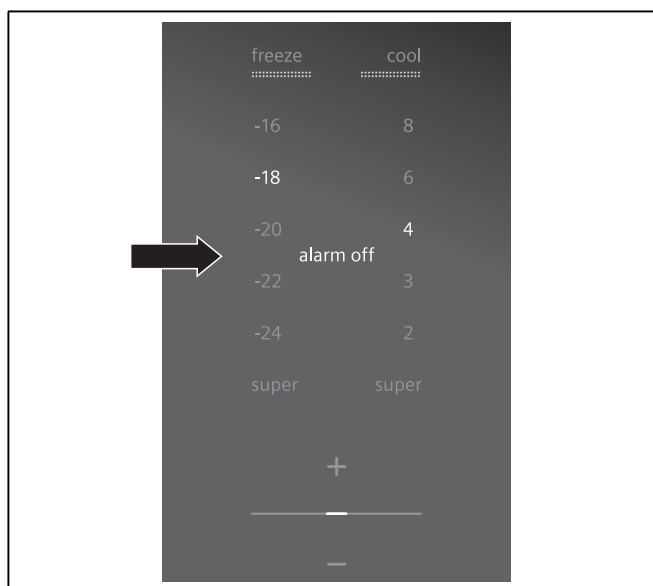 freeze cool
-16 8
-18 6
-20 4
alarm off
-22 3
-24 2
super super
+
−